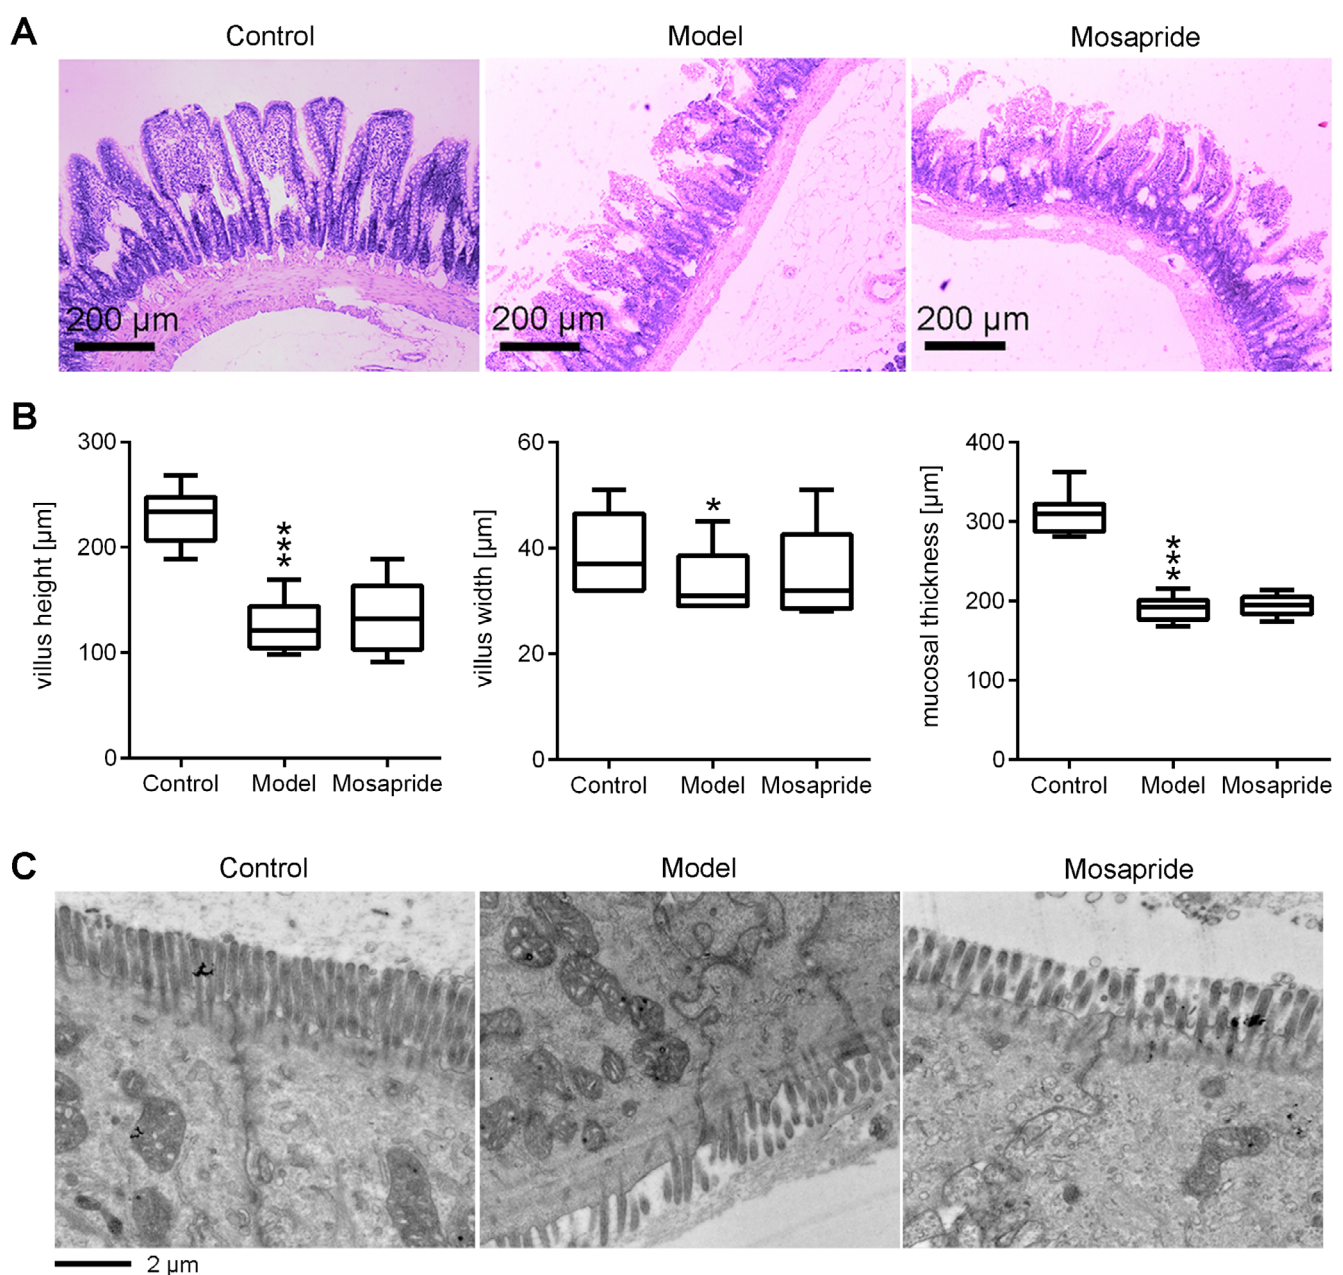 A
Control Model Mosapride
200 µm 200 µm 200 µm
B
villus height [µm]
300
200
100
0
***
Control Model Mosapride
villus width [µm]
60
40
20
0
*
Control Model Mosapride
mucosal thickness [µm]
400
300
200
100
0
***
Control Model Mosapride
C
Control Model Mosapride
2 µm